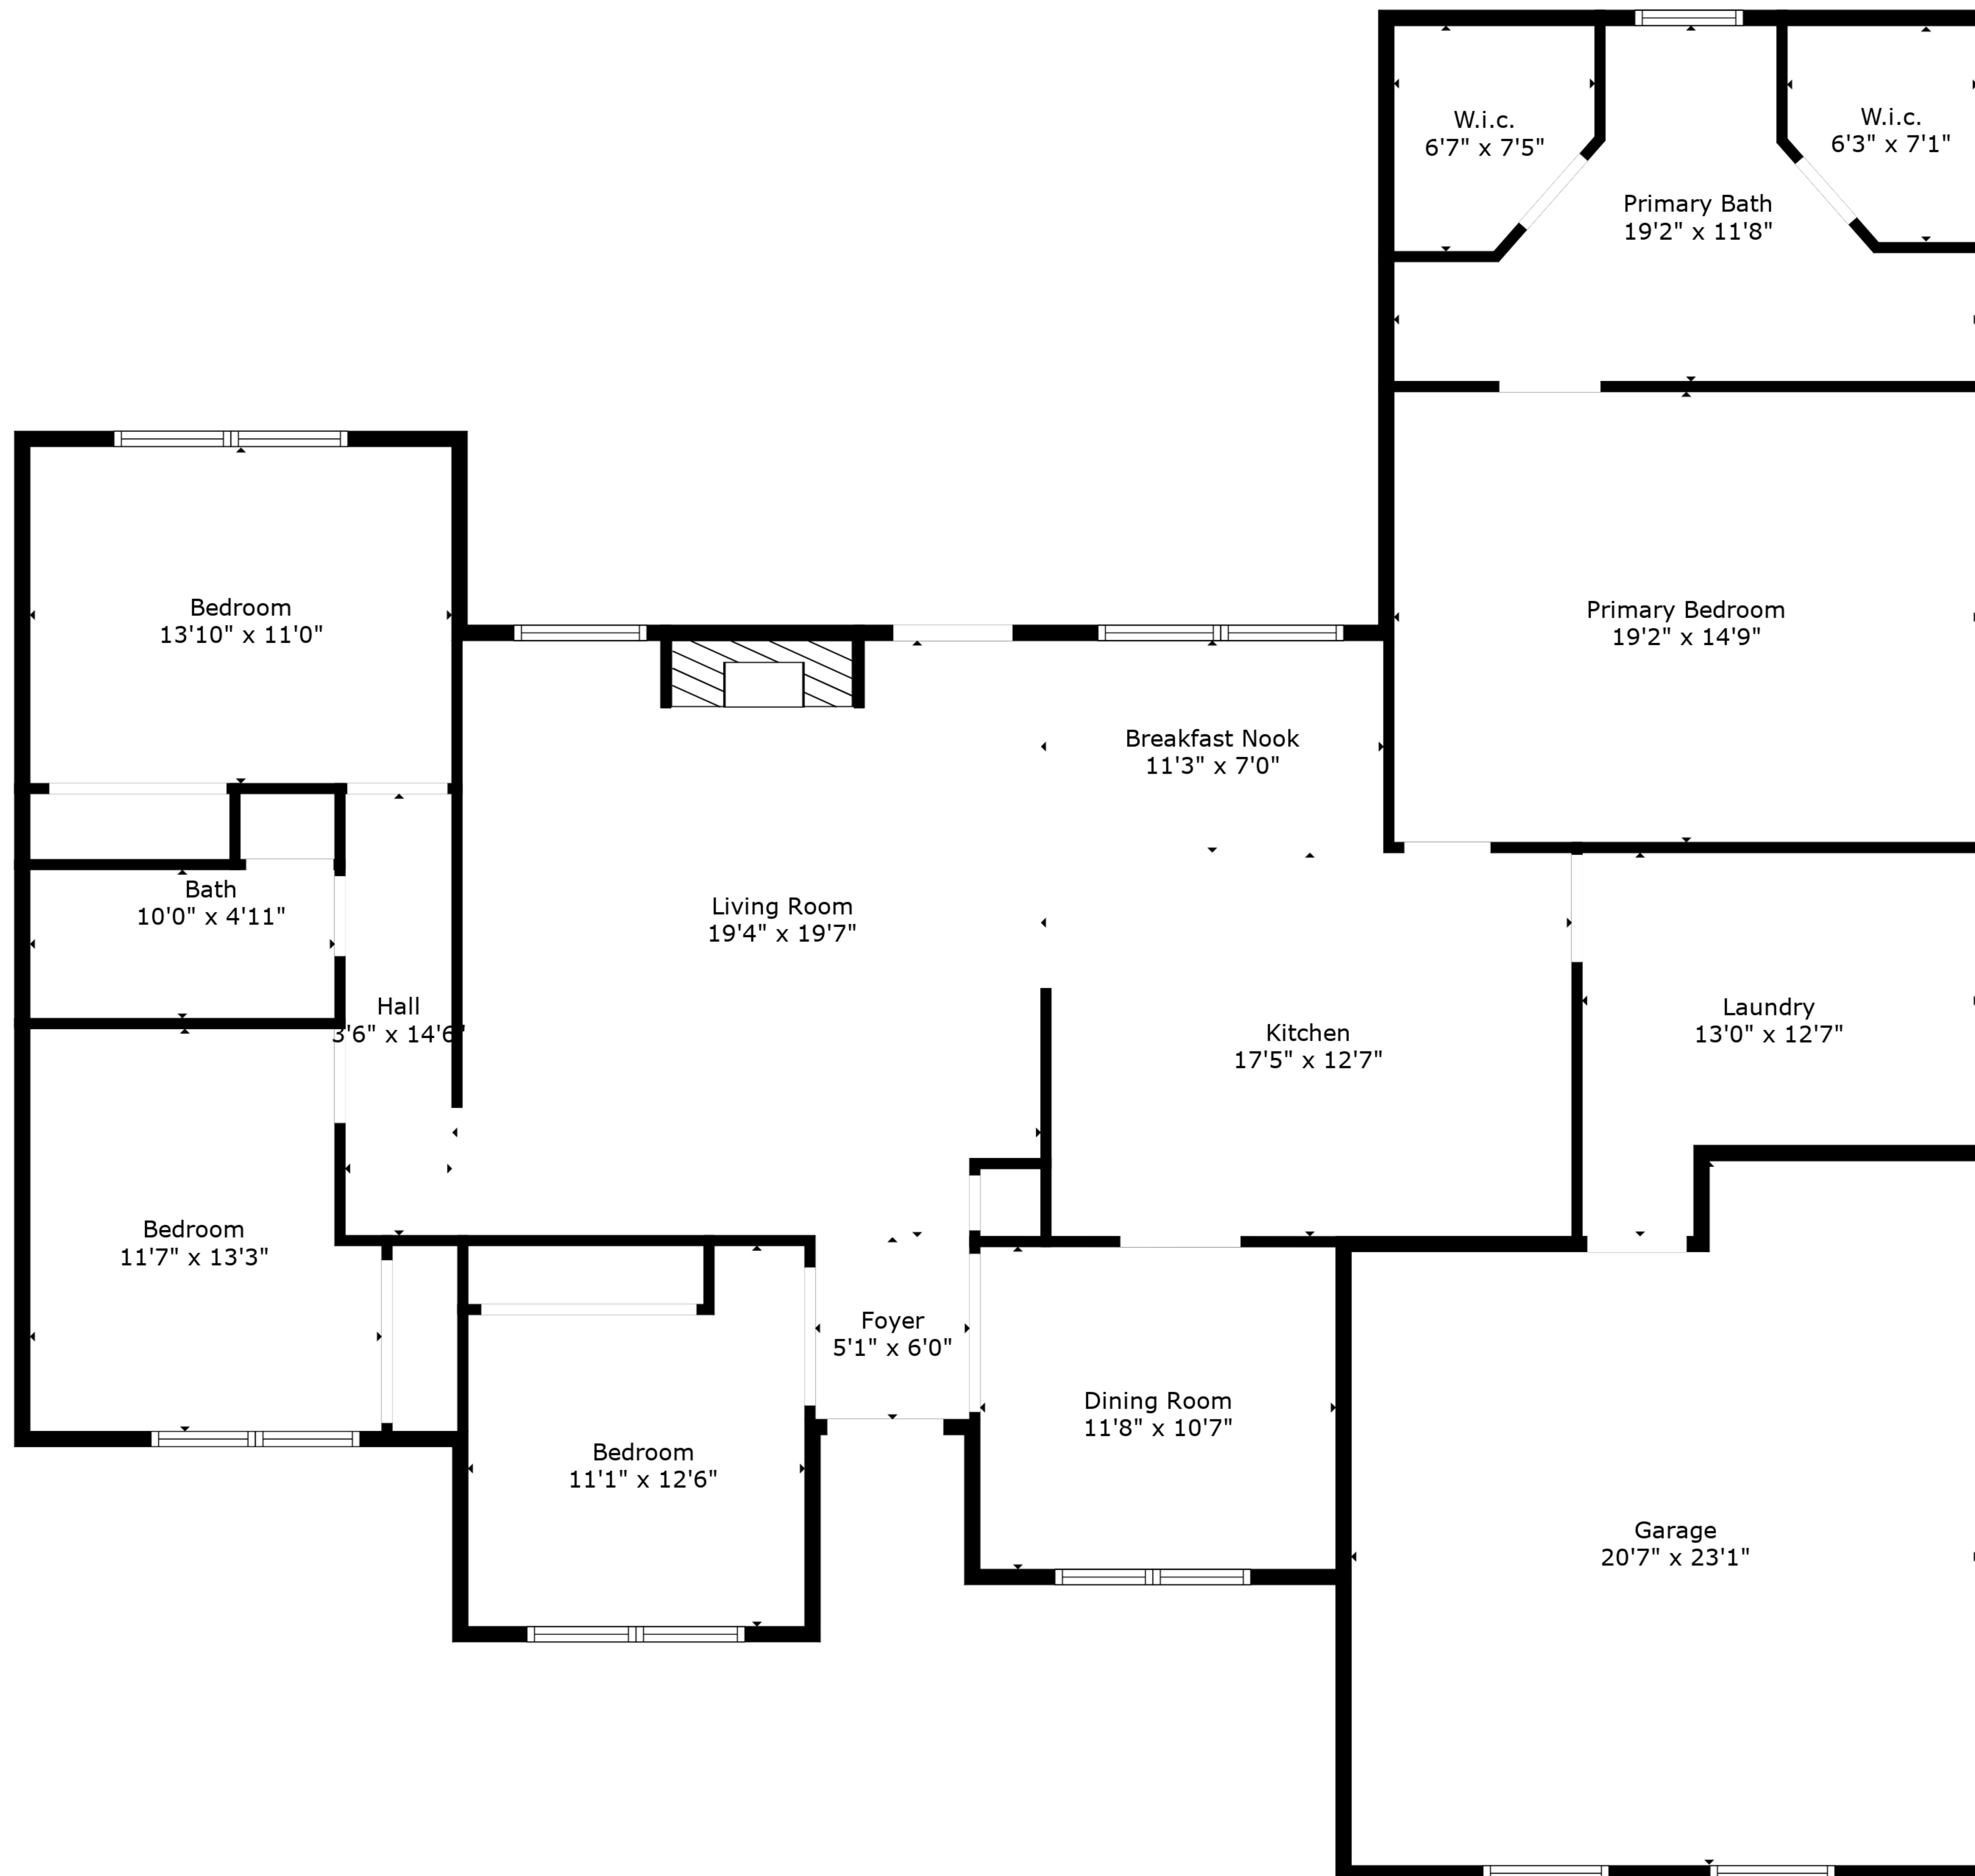 W.i.c.
6'7" x 7'5"
W.i.c.
6'3" x 7'1"
Primary Bath
19'2" x 11'8"
Bedroom
13'10" x 11'0"
Primary Bedroom
19'2" x 14'9"
Breakfast Nook
11'3" x 7'0"
Bath
10'0" x 4'11"
Living Room
19'4" x 19'7"
Hall
3'6" x 14'6"
Kitchen
17'5" x 12'7"
Laundry
13'0" x 12'7"
Bedroom
11'7" x 13'3"
Foyer
5'1" x 6'0"
Dining Room
11'8" x 10'7"
Bedroom
11'1" x 12'6"
Garage
20'7" x 23'1"